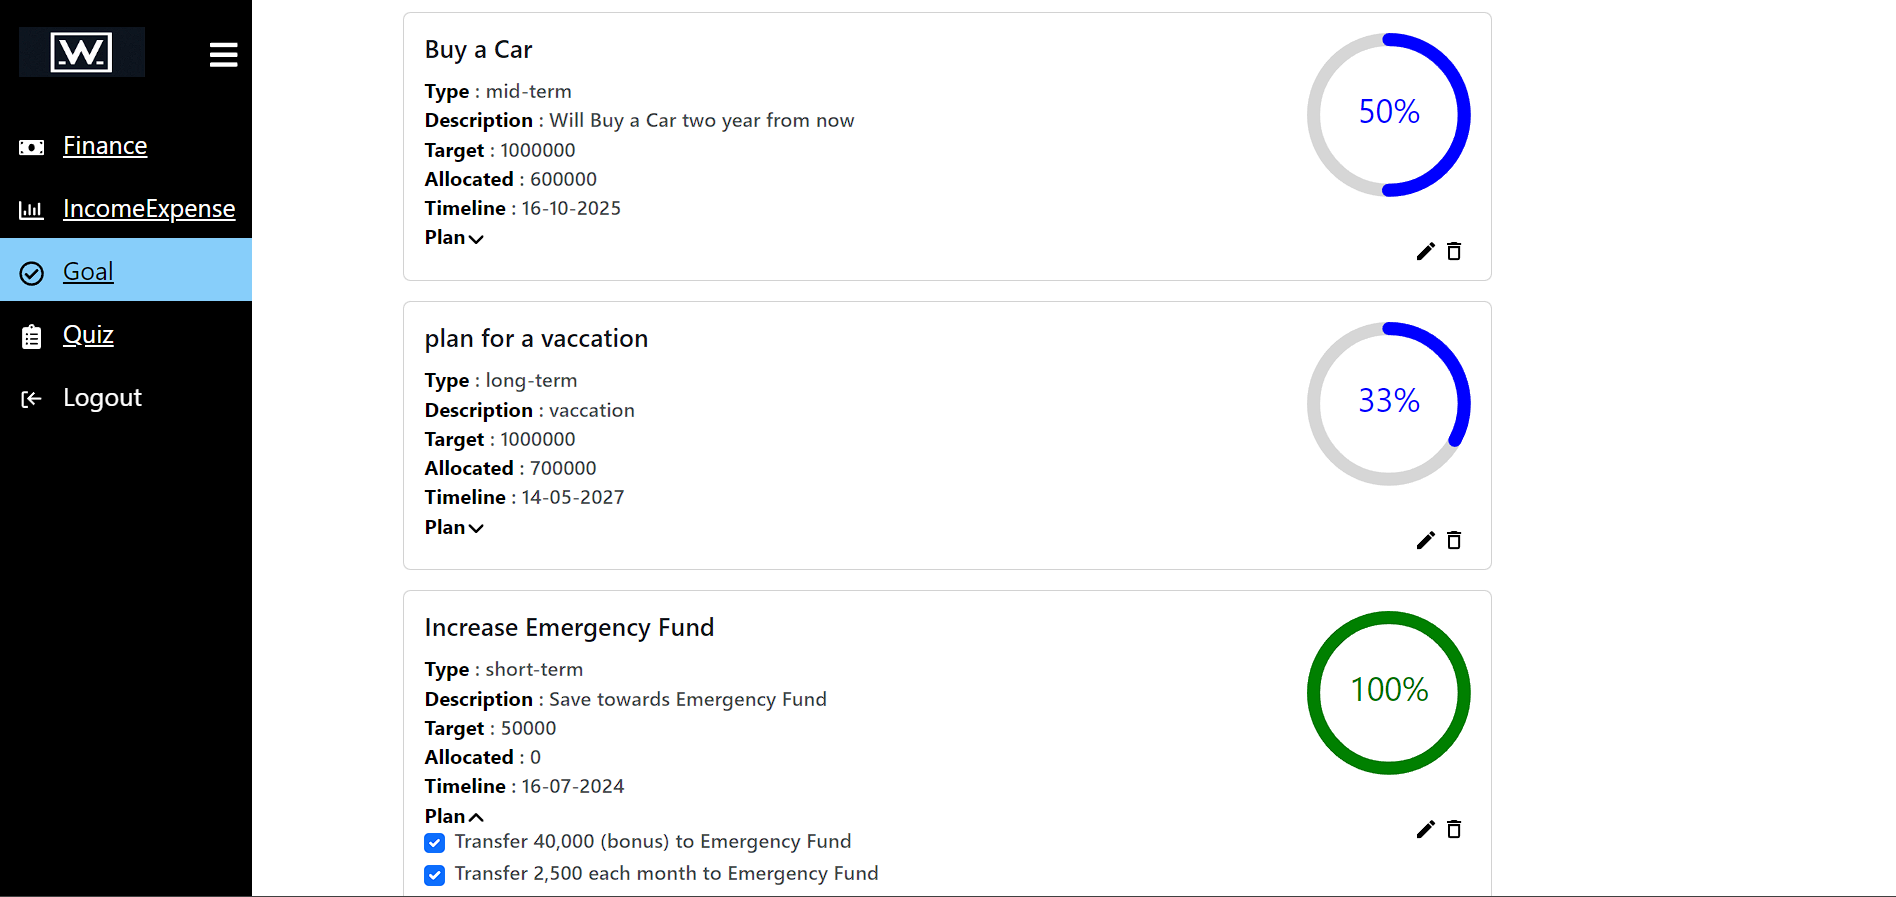 .W.
Finance
IncomeExpense
Goal
Quiz
Logout
Buy a Car
Type : mid-term
Description : Will Buy a Car two year from now
Target : 1000000
Allocated : 600000
Timeline : 16-10-2025
Plan
50%
plan for a vaccation
Type : long-term
Description : vaccation
Target : 1000000
Allocated : 700000
Timeline : 14-05-2027
Plan
33%
Increase Emergency Fund
Type : short-term
Description : Save towards Emergency Fund
Target : 50000
Allocated : 0
Timeline : 16-07-2024
Plan
Transfer 40,000 (bonus) to Emergency Fund
Transfer 2,500 each month to Emergency Fund
100%